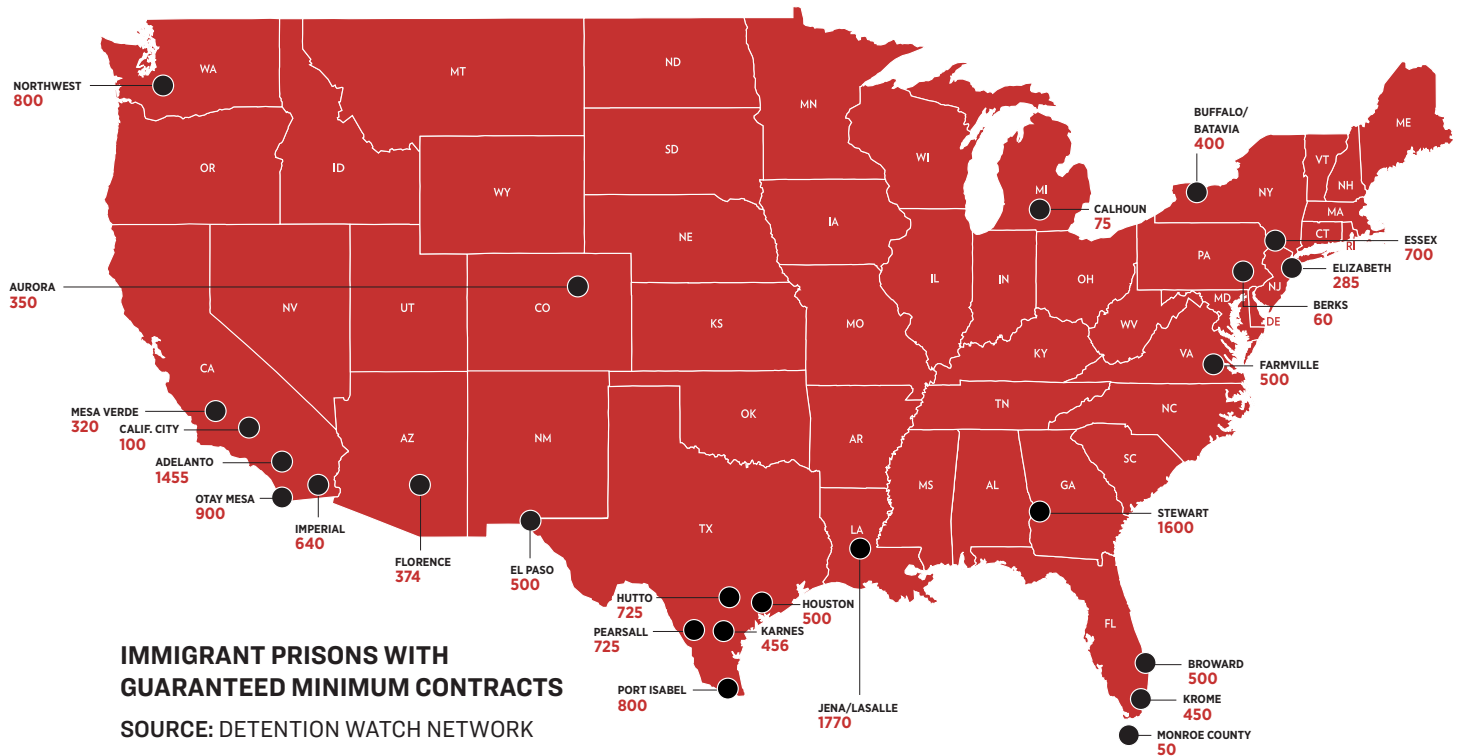 WA
MT
ND
MN
ME
NORTHWEST
800
BUFFALO/
BATAVIA
400
VT
NH
OR
ID
SD
WI
MI
NY
WY
MA
CALHOUN
75
CT
RI
IA
ESSEX
700
NE
PA
ELIZABETH
285
AURORA
350
NV
UT
CO
IL
IN
OH
NJ
MD
BERKS
60
DE
KS
MO
WV
KY
VA
FARMVILLE
500
CA
MESA VERDE
320
CALIF. CITY
100
ADELANTO
1455
OTAY MESA
900
IMPERIAL
640
AZ
NM
OK
AR
TN
NC
SC
MS
AL
GA
STEWART
1600
FLORENCE
374
EL PASO
500
TX
LA
HUTTO
725
HOUSTON
500
PEARSALL
725
KARNES
456
PORT ISABEL
800
JENA/LASALLE
1770
FL
BROWARD
500
KROME
450
MONROE COUNTY
50
IMMIGRANT PRISONS WITH
GUARANTEED MINIMUM CONTRACTS
SOURCE: DETENTION WATCH NETWORK